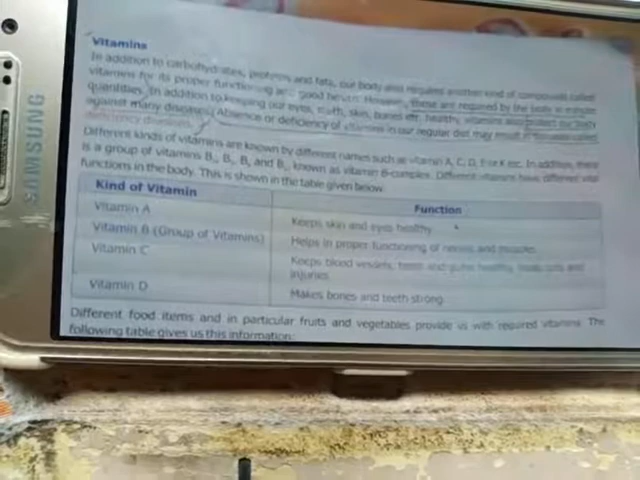 SAMSUNG
Vitamins
In addition to carbohydrates, proteins and fats, our body also requires another kind of compounds called
vitamins for its proper functioning and good health. However, these are required by the body in
quantities. In addition to keeping our eyes, teeth, skin, bones etc. healthy, vitamins also our body
against many diseases. Absence or deficiency of vitamins in our regular diet may result in
deficiency diseases.
Different kinds of vitamins are known by different names such as vitamin A, C, D, E or K etc. In addition, there
is a group of vitamins B, B, B and B, known as vitamin B-complex. Different vitamins have different vital
functions in the body. This is shown in the table given below
Kind of Vitamin Function
Vitamin A Keeps skin and eyes healthy
Vitamin B (Group of Vitamins) Helps in proper functioning of nerves and muscles
Vitamin C Keeps blood vessels, teeth and gums healthy, heals cuts and
injuries
Vitamin D Makes bones and teeth strong
Different food items and in particular fruits and vegetables provide us with required vitamins. The
following table gives us this information: